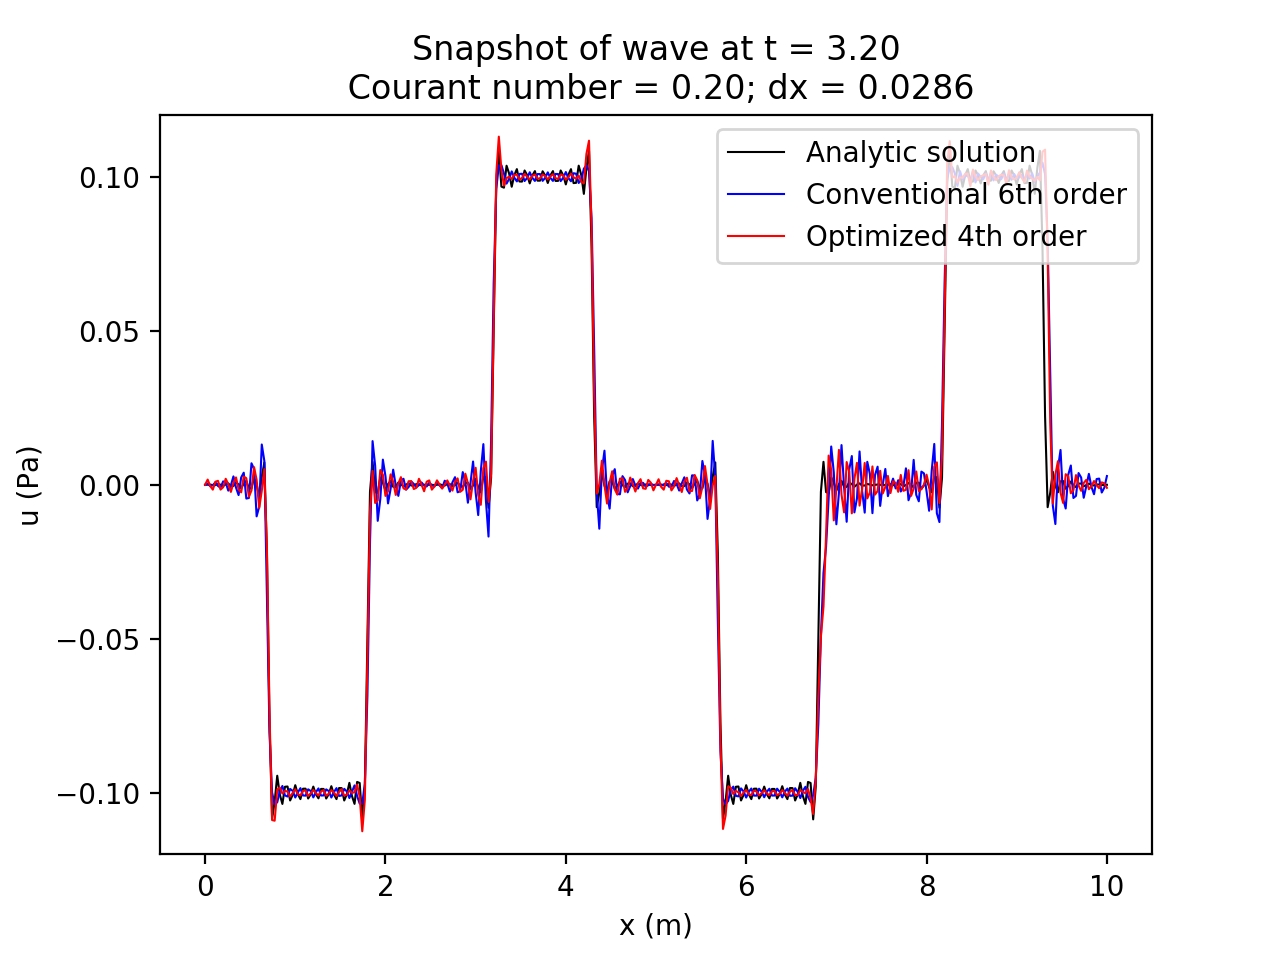 Snapshot of wave at t = 3.20
Courant number = 0.20; dx = 0.0286
Analytic solution
Conventional 6th order
Optimized 4th order
0.10
0.05
0.00
−0.05
−0.10
u (Pa)
0 2 4 6 8 10
x (m)